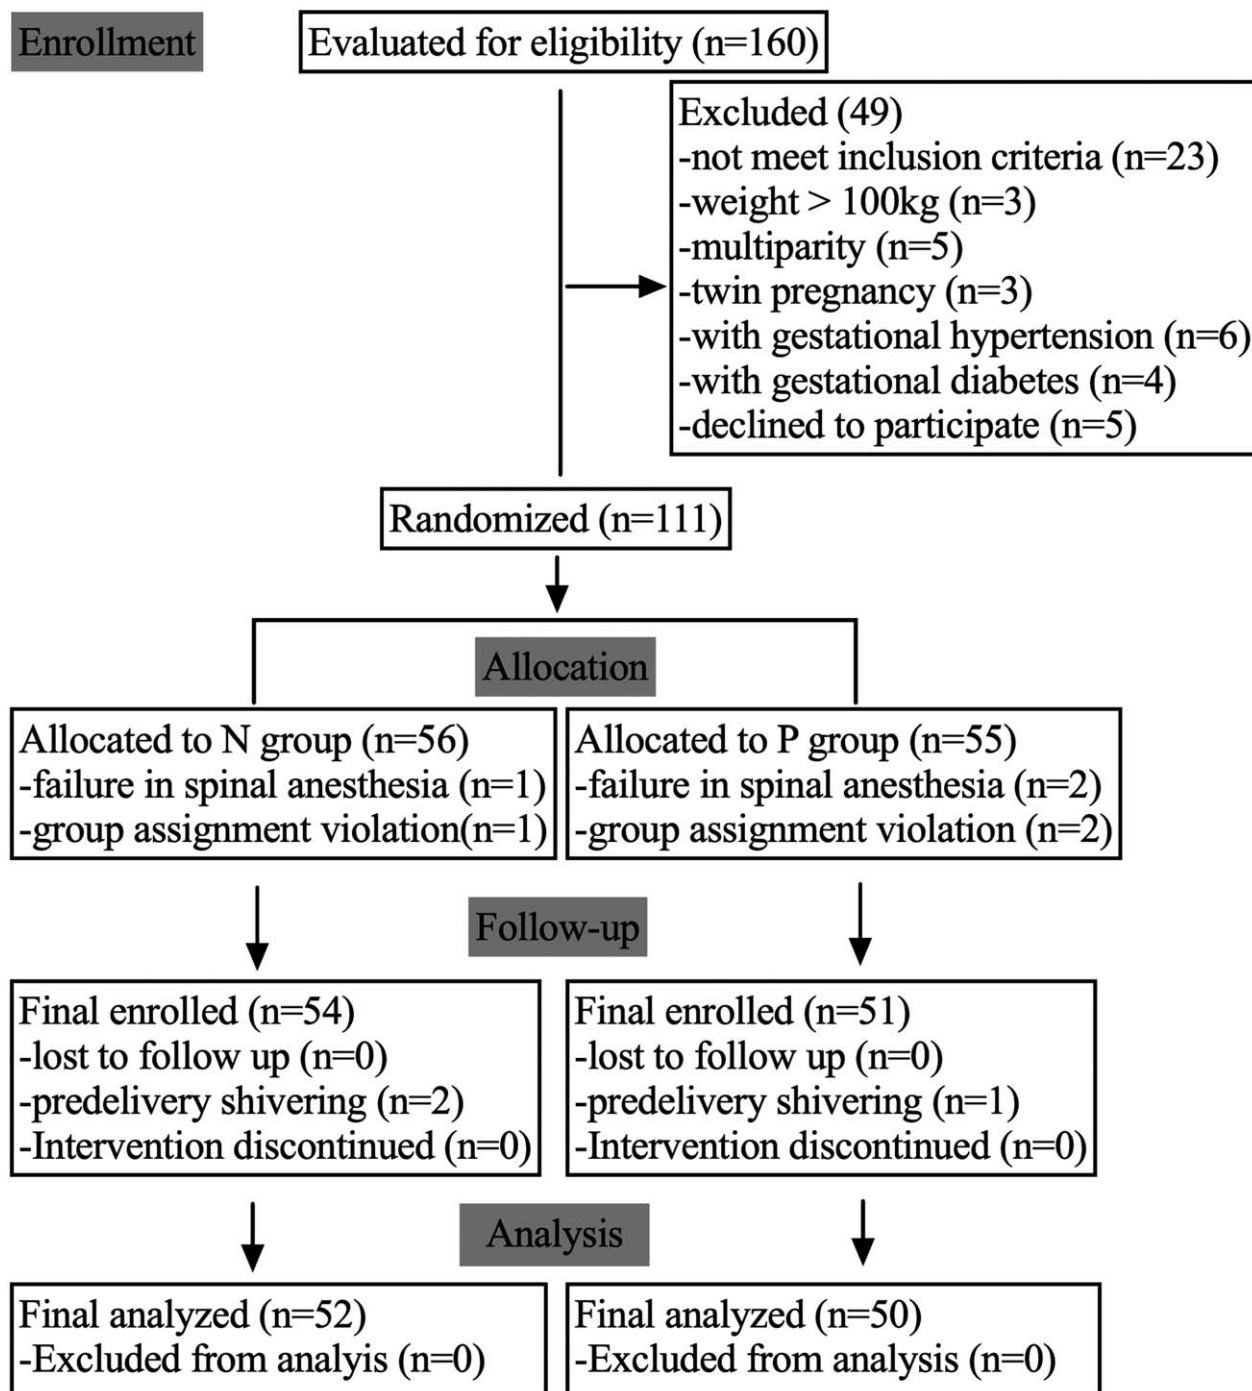 Enrollment
Evaluated for eligibility (n=160)
Excluded (49)
-not meet inclusion criteria (n=23)
-weight > 100kg (n=3)
-multiparity (n=5)
-twin pregnancy (n=3)
-with gestational hypertension (n=6)
-with gestational diabetes (n=4)
-declined to participate (n=5)
Randomized (n=111)
Allocation
Allocated to N group (n=56)
-failure in spinal anesthesia (n=1)
-group assignment violation(n=1)
Allocated to P group (n=55)
-failure in spinal anesthesia (n=2)
-group assignment violation (n=2)
Follow-up
Final enrolled (n=54)
-lost to follow up (n=0)
-predelivery shivering (n=2)
-Intervention discontinued (n=0)
Final enrolled (n=51)
-lost to follow up (n=0)
-predelivery shivering (n=1)
-Intervention discontinued (n=0)
Analysis
Final analyzed (n=52)
-Excluded from analyis (n=0)
Final analyzed (n=50)
-Excluded from analysis (n=0)